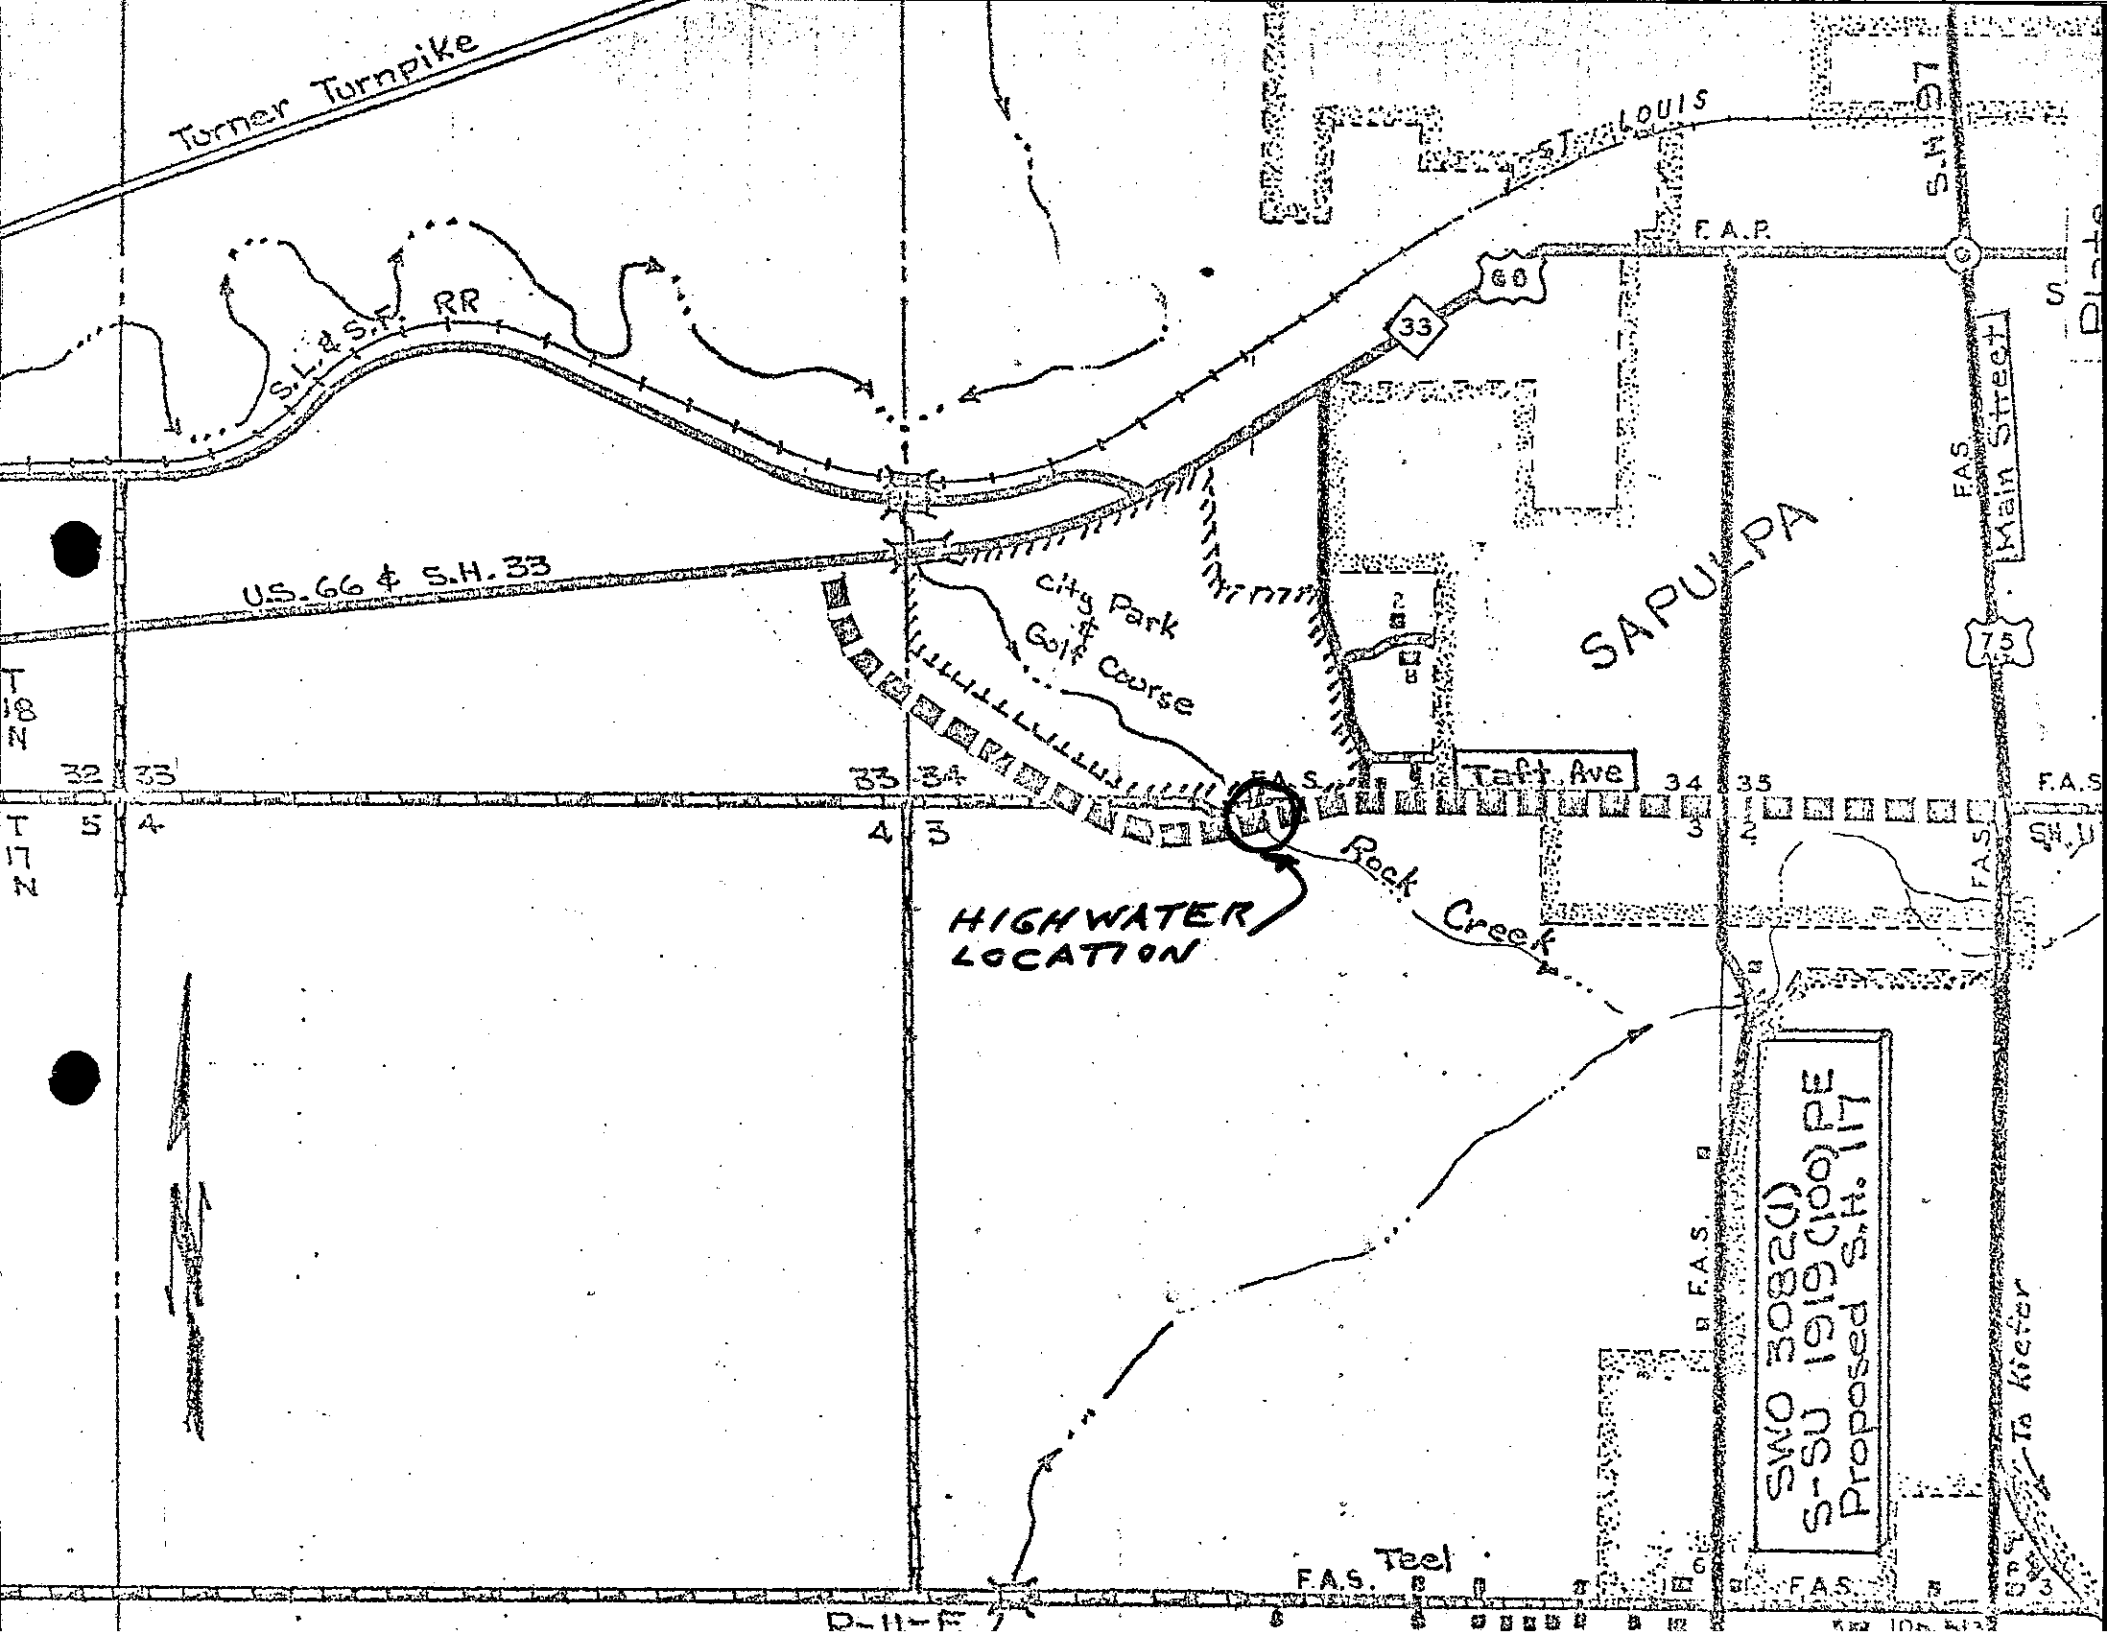 Turner Turnpike
S.H 97
ST LOUIS
F.A.P.
60
S
33
S.L. & S.F. RR
FAS
Main Street
U.S. 66 & S.H. 33
City Park
&
Golf Course
SAPULPA
75
T
18
N
32 33
33 34
F.A.S.
Taft Ave
34 35
F.A.S
T
17
N
5 4
4 3
3 2
F.A.S.
Rock Creek
HIGHWATER
LOCATION
SWO 3082(1)
S-SU 1919(100)PE
Proposed S.H. 117
F.A.S.
To Kiefer
F.A.S.
Teel
F.A.S.
R-11-E